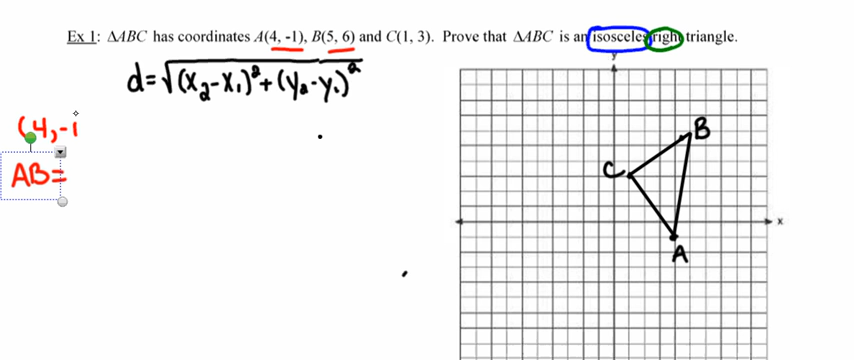 Ex 1: ΔABC has coordinates A(4, -1), B(5, 6) and C(1, 3). Prove that ΔABC is an isosceles right triangle.
d=√(x₂-x₁)²+(y₂-y₁)²
(4,-1
AB=
y
B
C
x
A